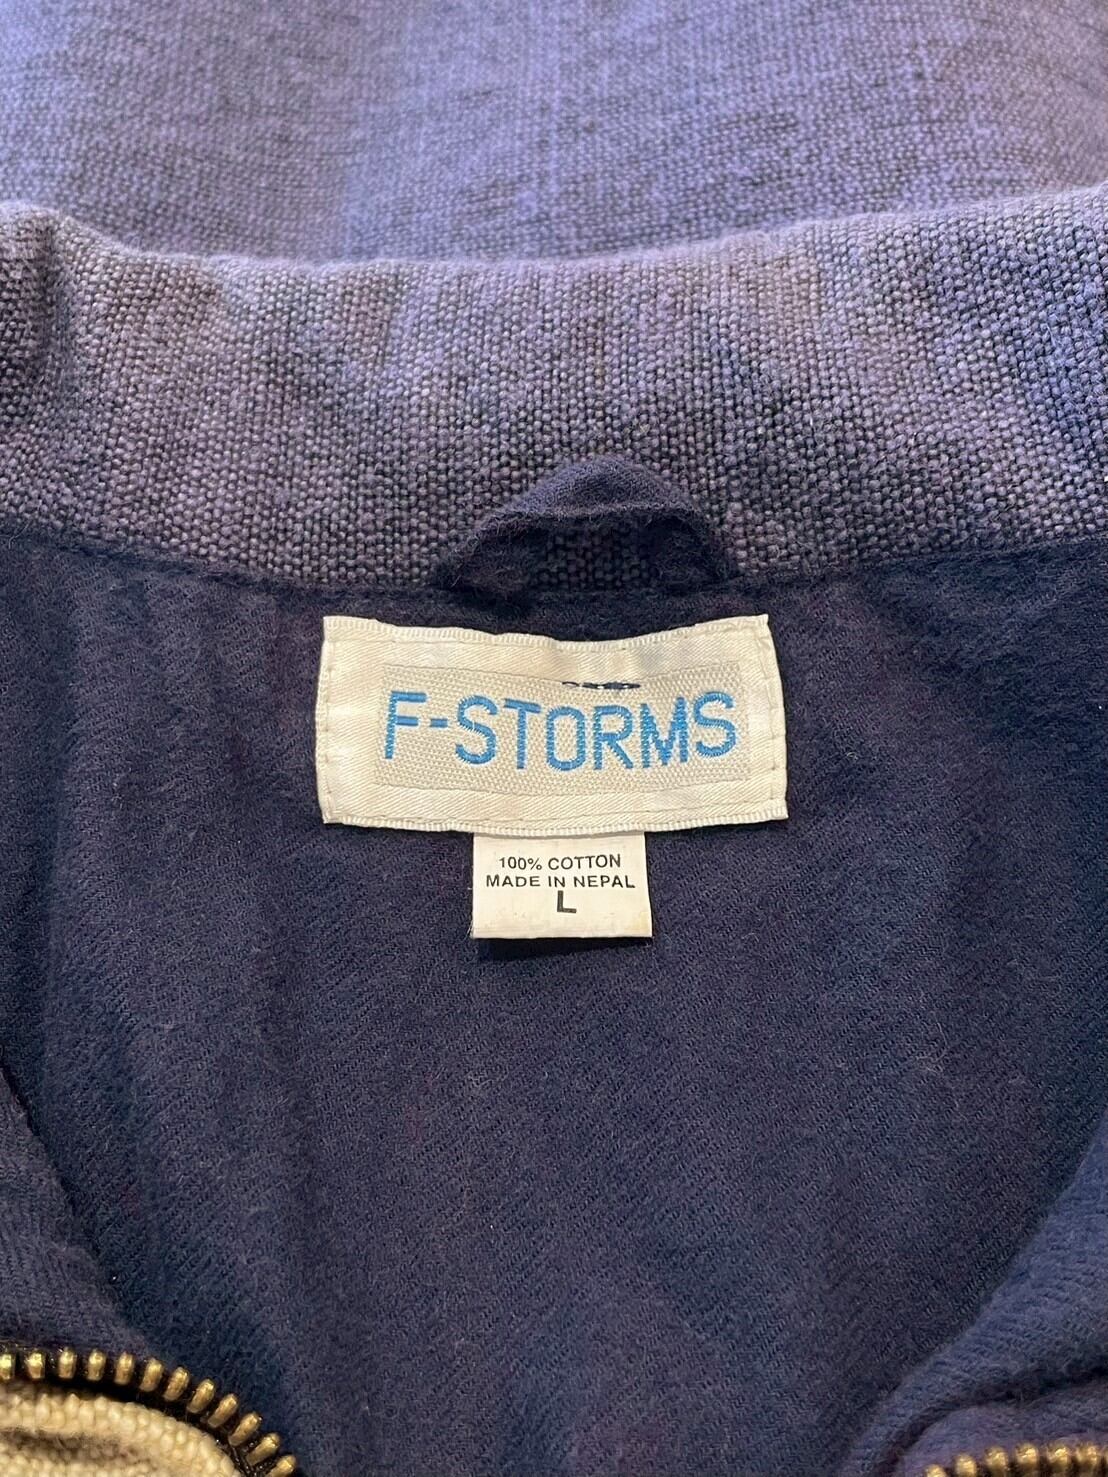 F-STORMS
100% COTTON
MADE IN NEPAL
L